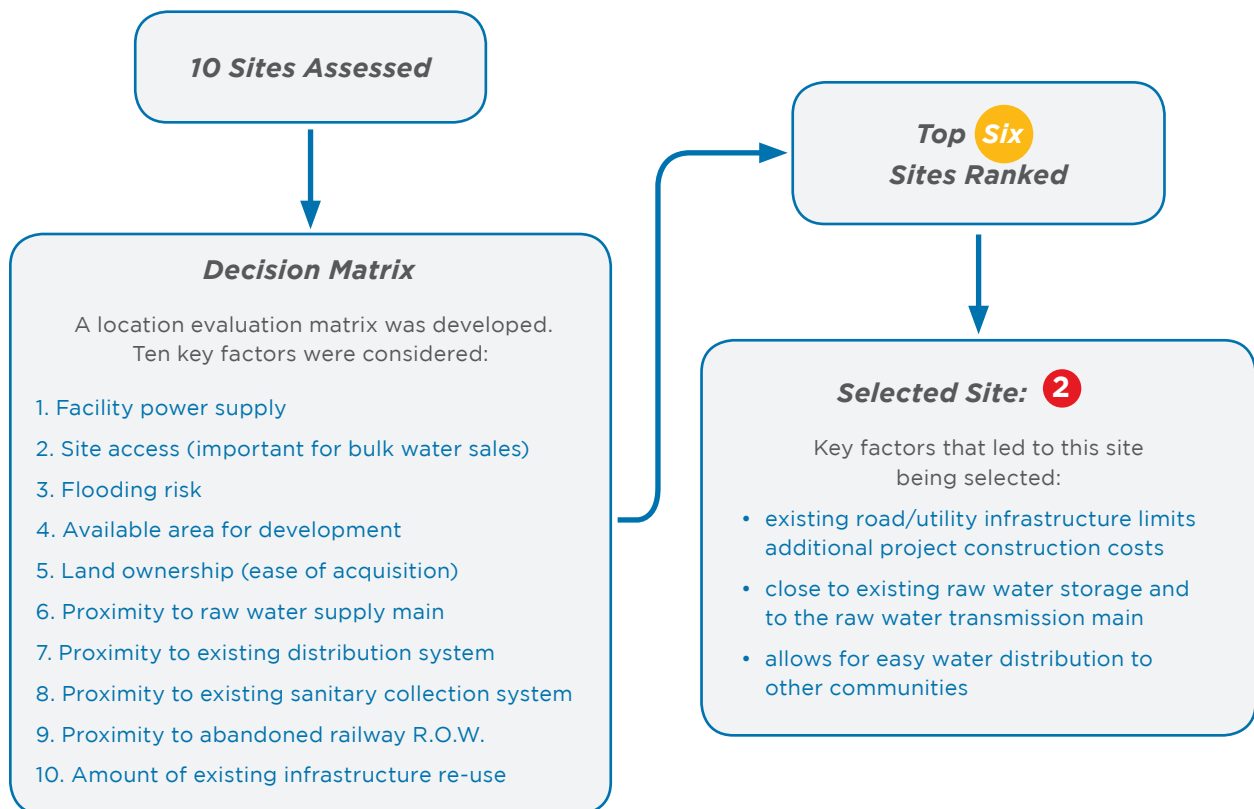 10 Sites Assessed
Decision Matrix
A location evaluation matrix was developed.
Ten key factors were considered:
1. Facility power supply
2. Site access (important for bulk water sales)
3. Flooding risk
4. Available area for development
5. Land ownership (ease of acquisition)
6. Proximity to raw water supply main
7. Proximity to existing distribution system
8. Proximity to existing sanitary collection system
9. Proximity to abandoned railway R.O.W.
10. Amount of existing infrastructure re-use
Top Six
Sites Ranked
Selected Site: 2
Key factors that led to this site
being selected:
• existing road/utility infrastructure limits
additional project construction costs
• close to existing raw water storage and
to the raw water transmission main
• allows for easy water distribution to
other communities